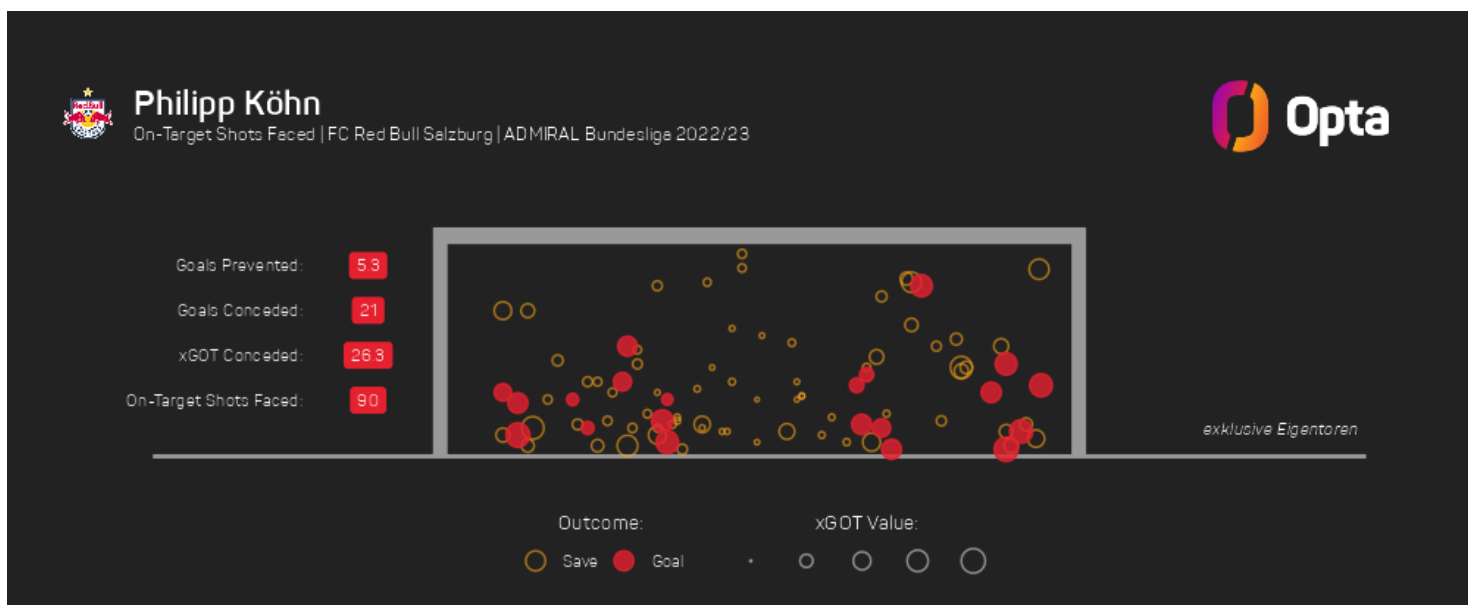 Philipp Köhn
On-Target Shots Faced | FC Red Bull Salzburg | ADMIRAL Bundesliga 2022/23
Opta
Goals Prevented: 5.3
Goals Conceded: 21
xGOT Conceded: 26.3
On-Target Shots Faced: 90
exklusive Eigentoren
Outcome: xGOT Value:
Save Goal